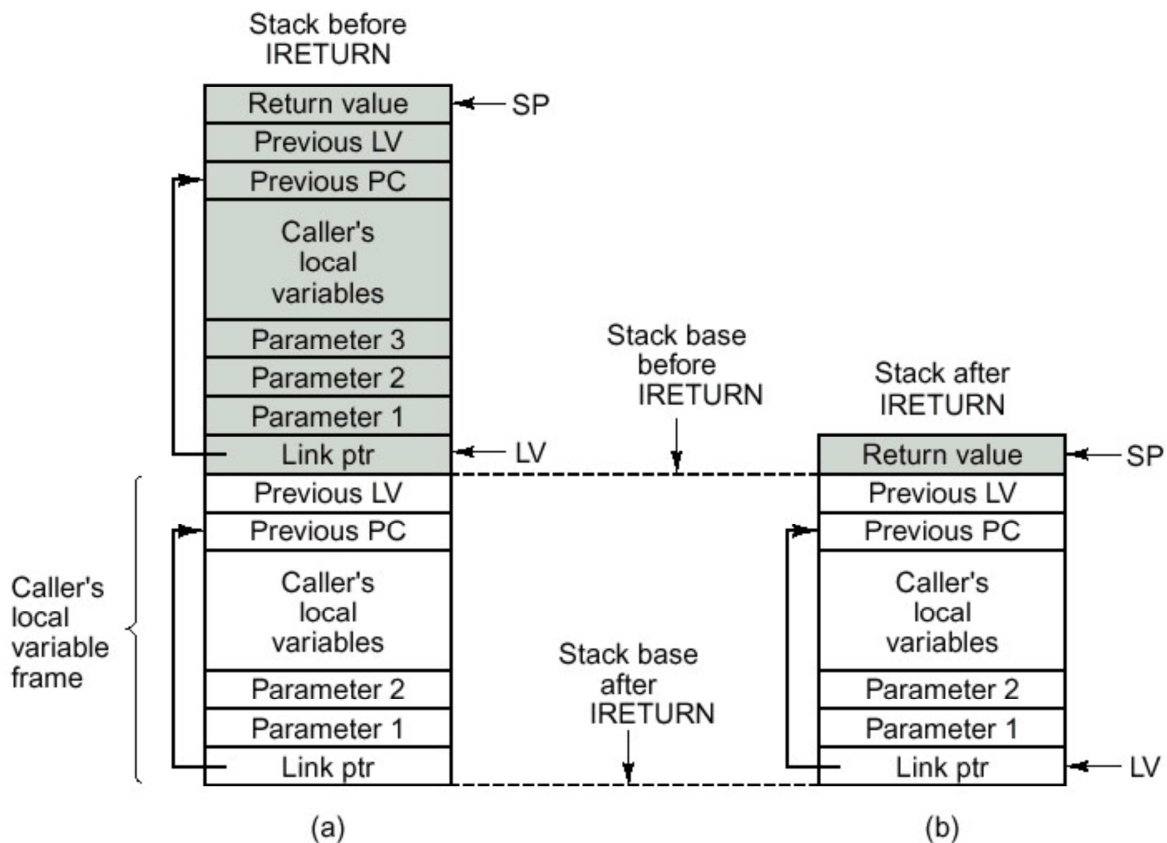 Stack before
IRETURN
Return value
SP
Previous LV
Previous PC
Caller's
local
variables
Parameter 3
Parameter 2
Parameter 1
Link ptr
LV
Previous LV
Previous PC
Caller's
local
variables
Parameter 2
Parameter 1
Link ptr
Caller's
local
variable
frame
(a)
Stack base
before
IRETURN
Stack base
after
IRETURN
Stack after
IRETURN
Return value
SP
Previous LV
Previous PC
Caller's
local
variables
Parameter 2
Parameter 1
Link ptr
LV
(b)